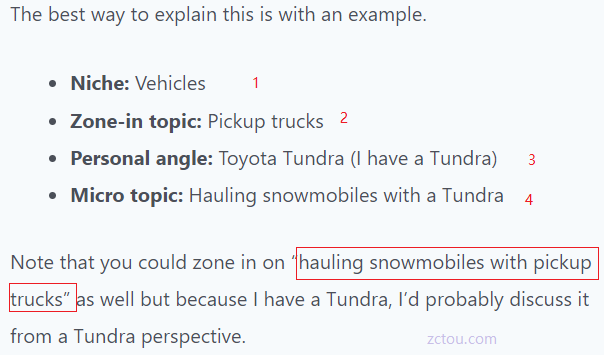 The best way to explain this is with an example.
• Niche: Vehicles 1
• Zone-in topic: Pickup trucks 2
• Personal angle: Toyota Tundra (I have a Tundra) 3
• Micro topic: Hauling snowmobiles with a Tundra 4
Note that you could zone in on “hauling snowmobiles with pickup
trucks” as well but because I have a Tundra, I’d probably discuss it
from a Tundra perspective.
zctou.com